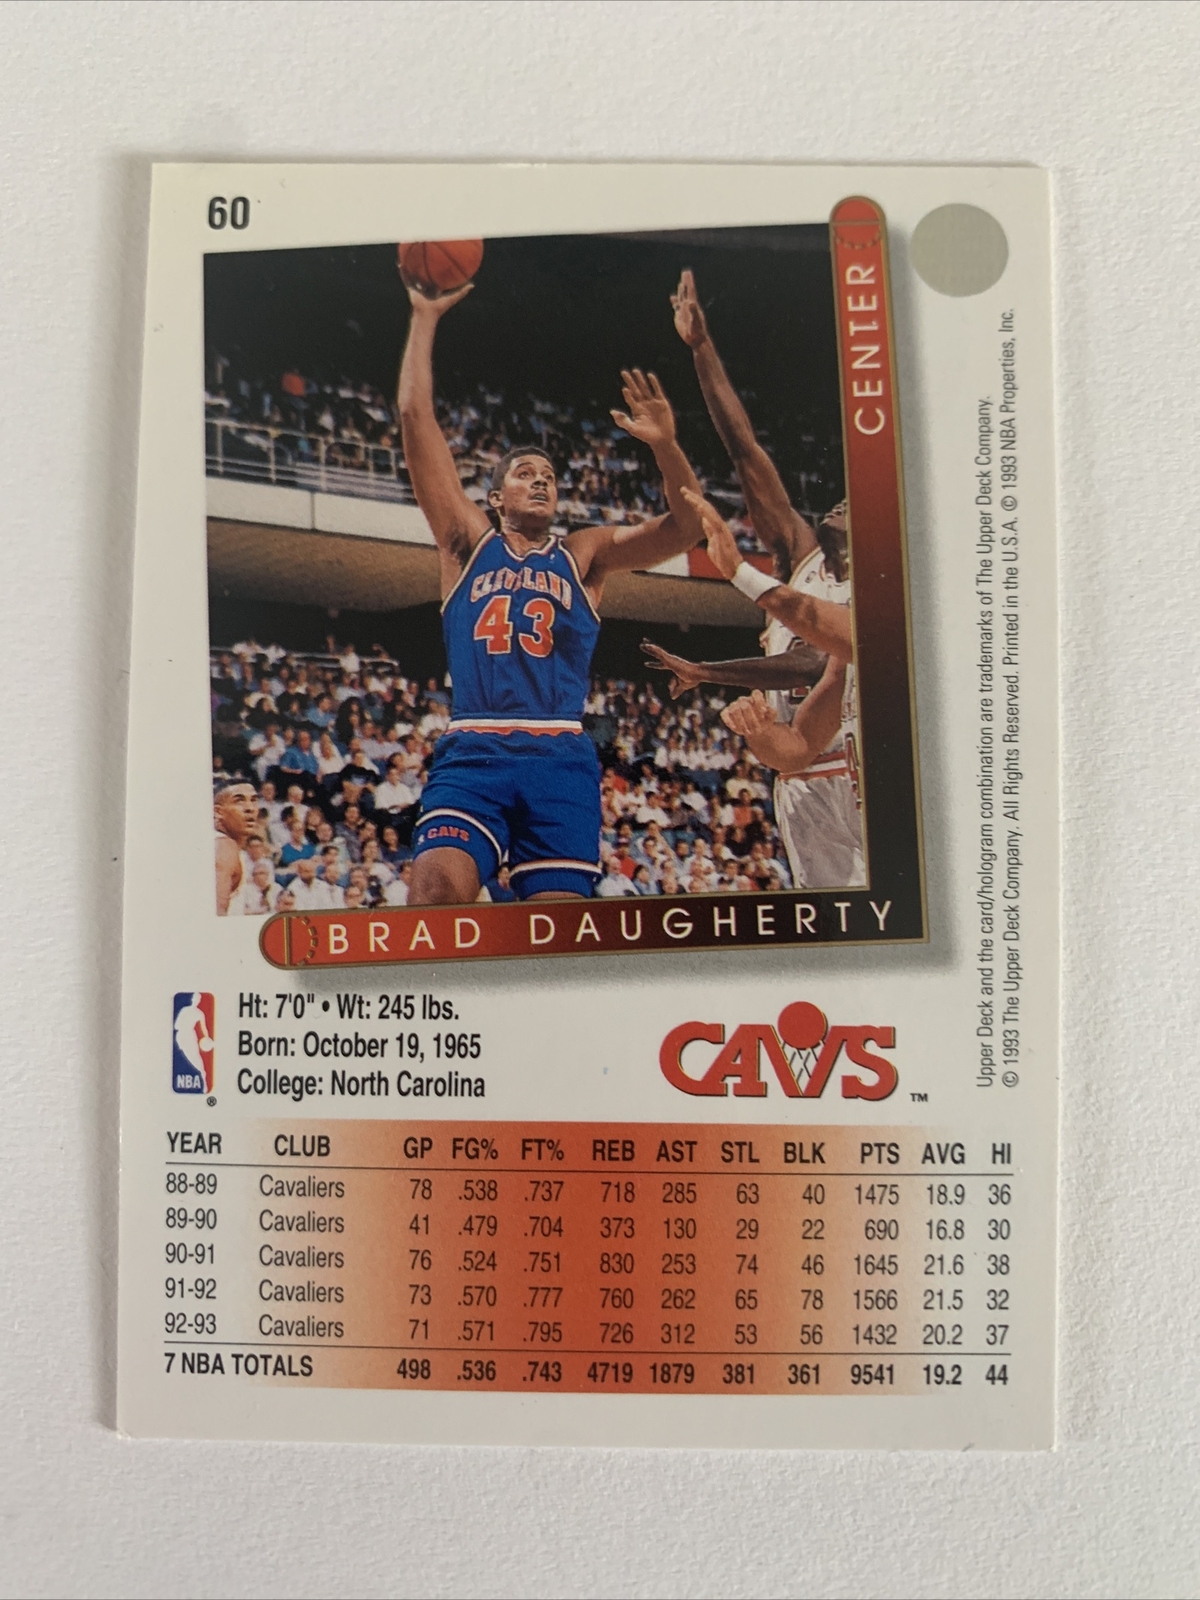 60
CENTER
CLEVELAND
43
CAVS
BRAD DAUGHERTY
Upper Deck and the card/hologram combination are trademarks of The Upper Deck Company.
© 1993 The Upper Deck Company. All Rights Reserved. Printed in the U.S.A. © 1993 NBA Properties, Inc.
NBA
®
Ht: 7'0" • Wt: 245 lbs.
Born: October 19, 1965
College: North Carolina
CAVS ™
YEAR CLUB GP FG% FT% REB AST STL BLK PTS AVG HI
88-89 Cavaliers 78 .538 .737 718 285 63 40 1475 18.9 36
89-90 Cavaliers 41 .479 .704 373 130 29 22 690 16.8 30
90-91 Cavaliers 76 .524 .751 830 253 74 46 1645 21.6 38
91-92 Cavaliers 73 .570 .777 760 262 65 78 1566 21.5 32
92-93 Cavaliers 71 .571 .795 726 312 53 56 1432 20.2 37
7 NBA TOTALS 498 .536 .743 4719 1879 381 361 9541 19.2 44